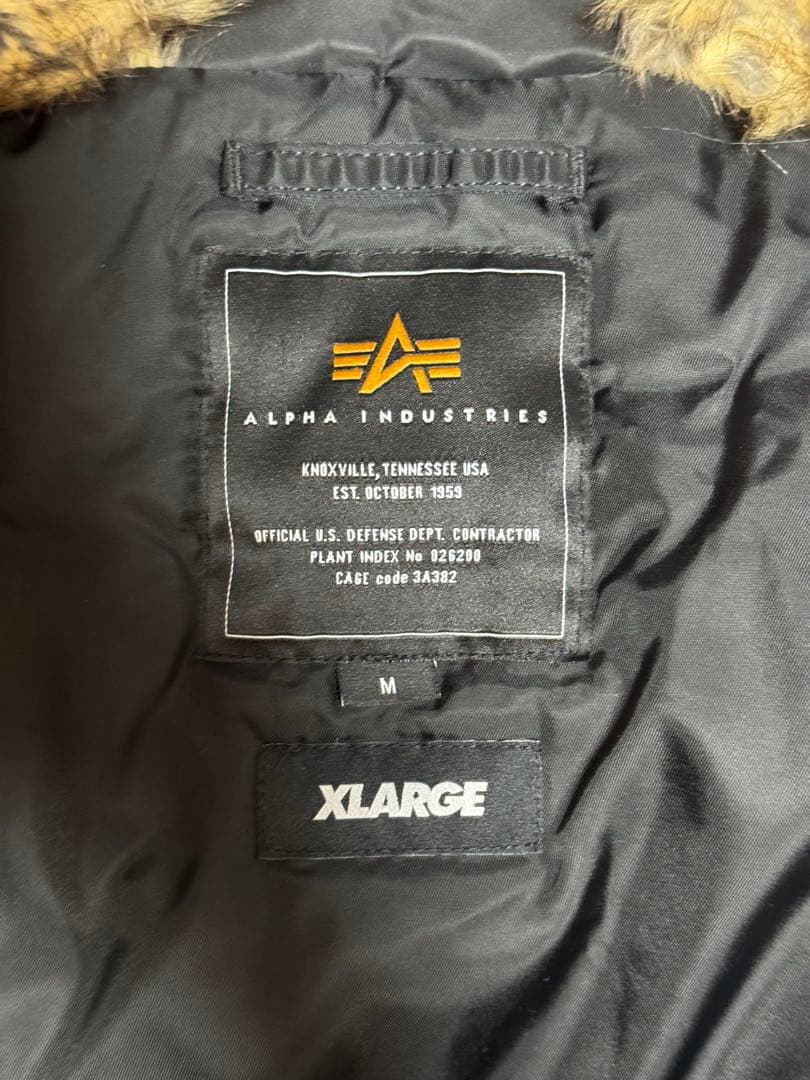 ALPHA INDUSTRIES
KNOXVILLE, TENNESSEE USA
EST. OCTOBER 1959
OFFICIAL U.S. DEFENSE DEPT. CONTRACTOR
PLANT INDEX No 026200
CAGE code 3A382
M
XLARGE